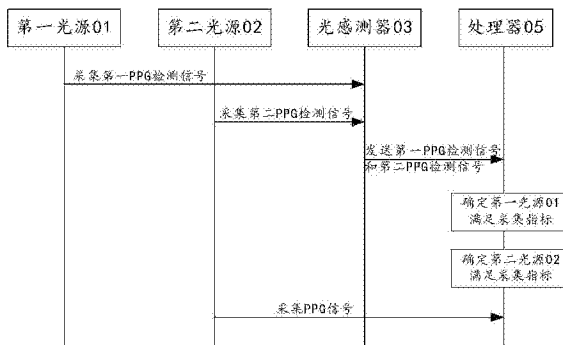 第一光源01
第二光源02
光感测器03
处理器05
采集第一PPG检测信号
采集第二PPG检测信号
发送第一PPG检测信号
和第二PPG检测信号
确定第一光源01
满足采集指标
确定第二光源02
满足采集指标
采集PPG信号